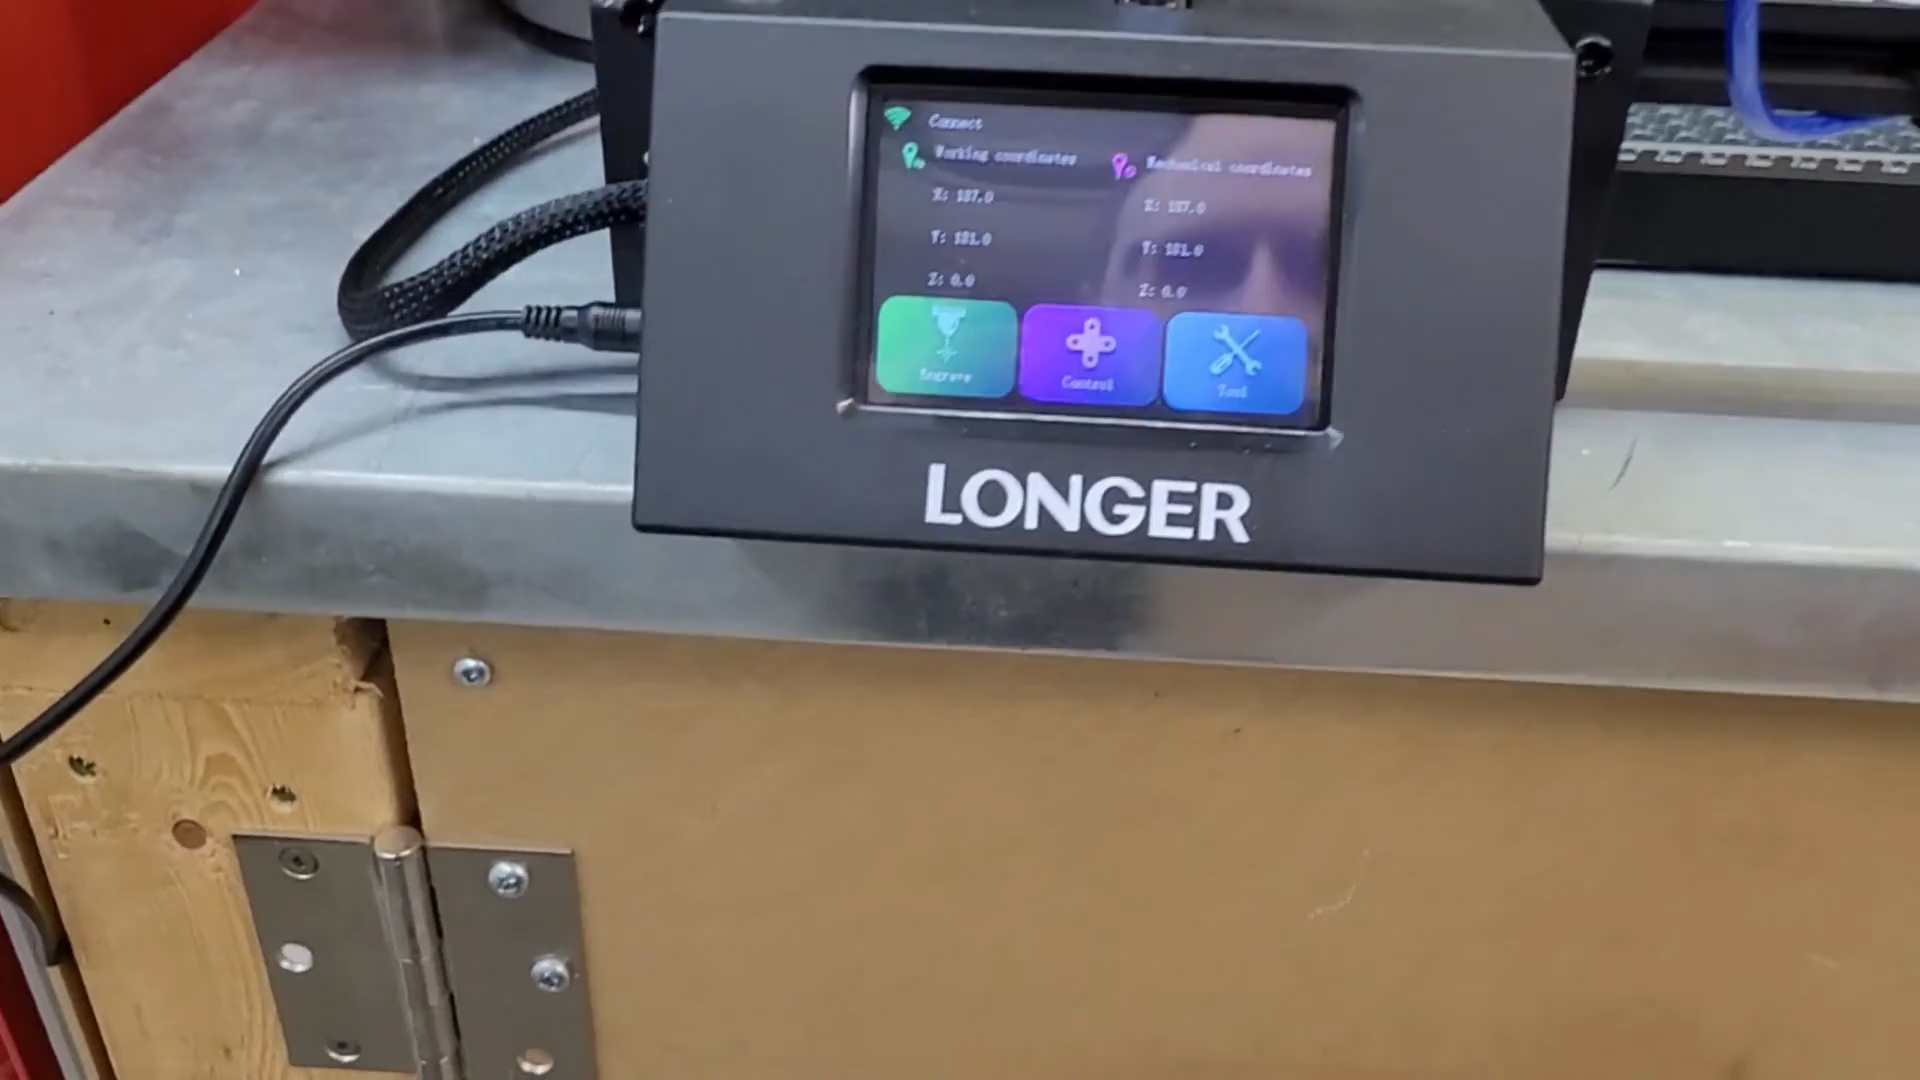 Connect
Working coordinates
Mechanical coordinates
X: 187.0
X: 187.0
Y: 181.0
Y: 181.0
Z: 0.0
Z: 0.0
Engrave
Control
Tool
LONGER